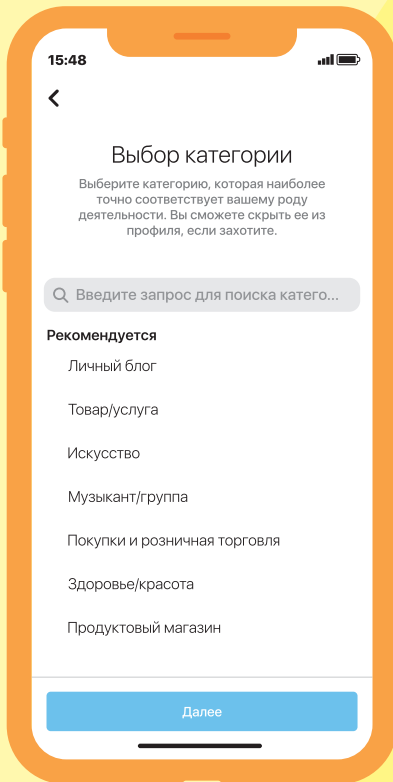 15:48
Выбор категории
Выберите категорию, которая наиболее
точно соответствует вашему роду
деятельности. Вы сможете скрыть ее из
профиля, если захотите.
Введите запрос для поиска катего...
Рекомендуется
Личный блог
Товар/услуга
Искусство
Музыкант/группа
Покупки и розничная торговля
Здоровье/красота
Продуктовый магазин
Далее